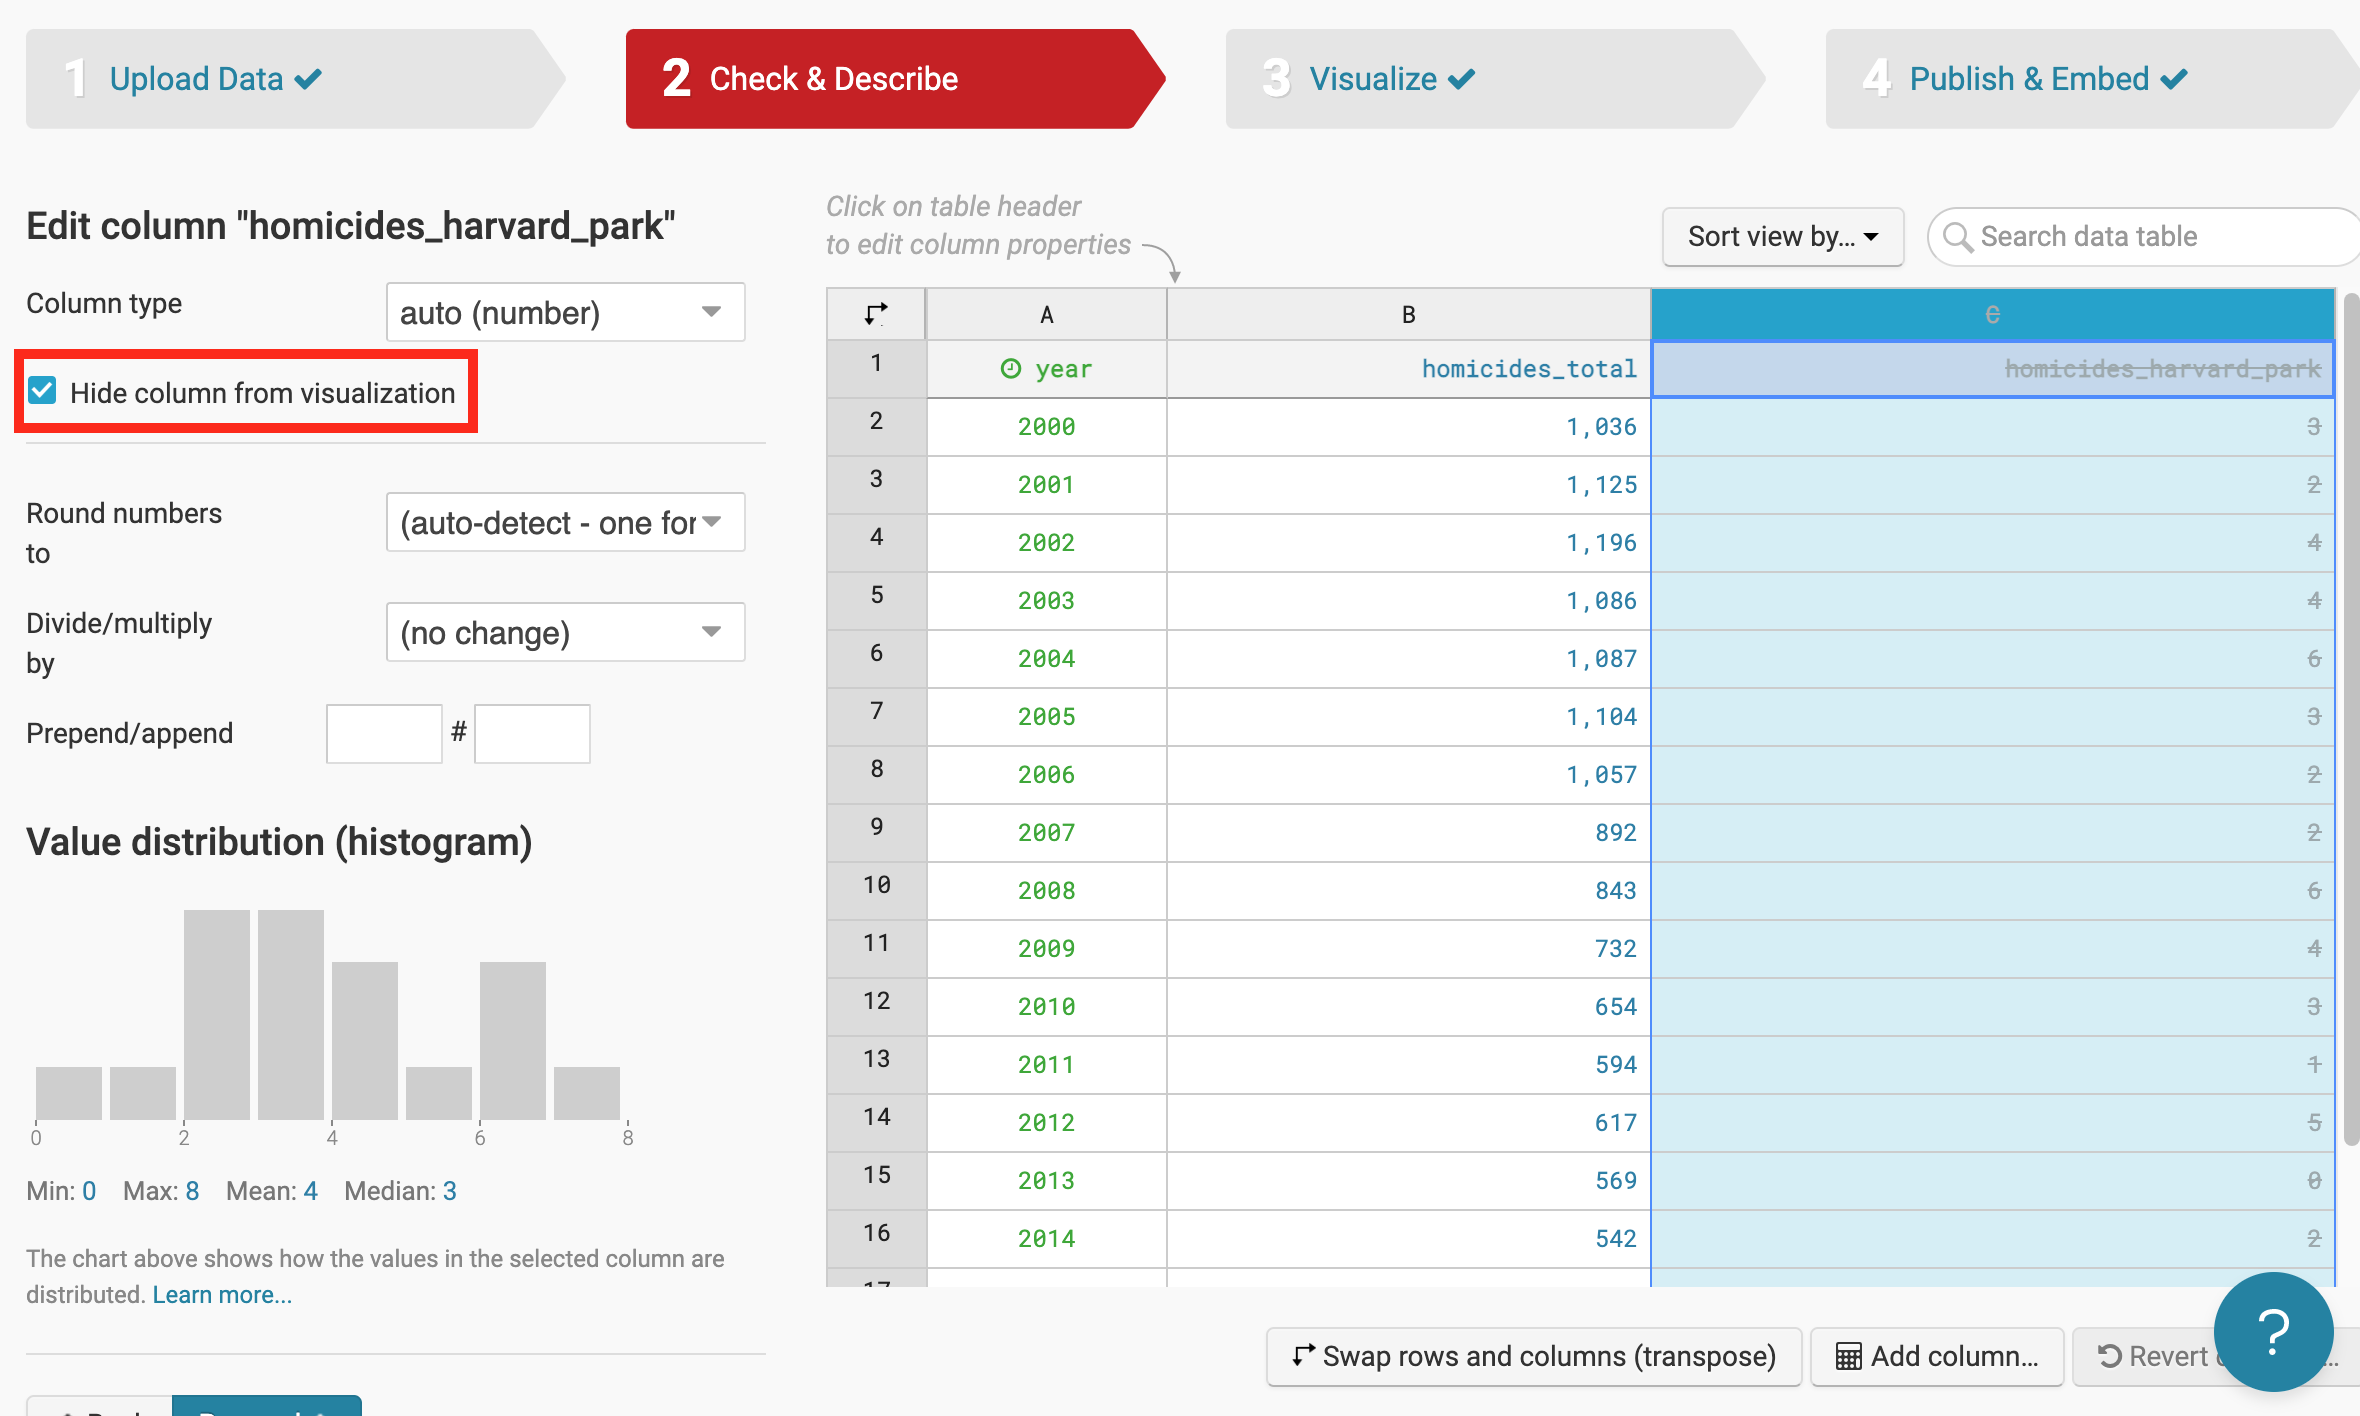 1 Upload Data
2 Check & Describe
3 Visualize
4 Publish & Embed
Edit column "homicides_harvard_park"
Column type
auto (number)
Hide column from visualization
Round numbers
to
(auto-detect - one for
Divide/multiply
by
(no change)
Prepend/append
#
Value distribution (histogram)
0 2 4 6 8
Min: 0 Max: 8 Mean: 4 Median: 3
The chart above shows how the values in the selected column are
distributed. Learn more...
Click on table header
to edit column properties
Sort view by...
Search data table
A B C
1 year homicides_total homicides_harvard_park
2 2000 1,036 3
3 2001 1,125 2
4 2002 1,196 4
5 2003 1,086 4
6 2004 1,087 6
7 2005 1,104 3
8 2006 1,057 2
9 2007 892 2
10 2008 843 6
11 2009 732 4
12 2010 654 3
13 2011 594 1
14 2012 617 5
15 2013 569 0
16 2014 542 2
17
Swap rows and columns (transpose)
Add column...
Revert
?